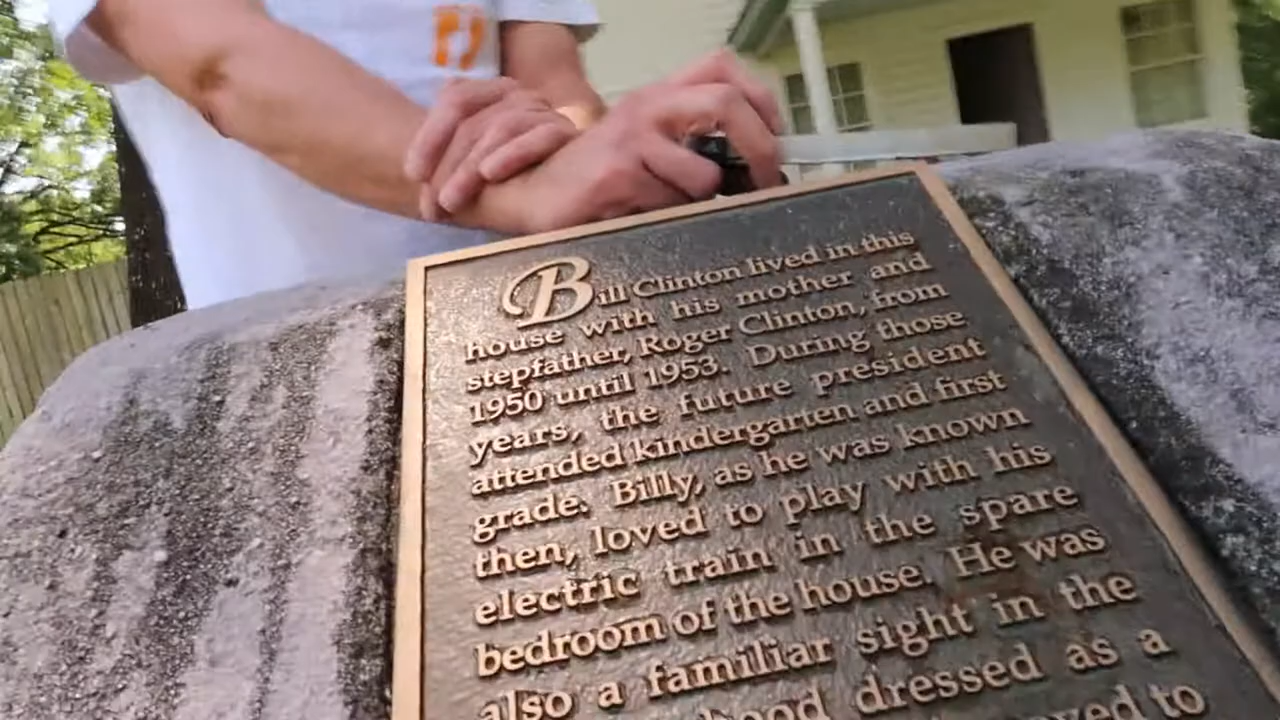 Bill Clinton lived in this
house with his mother and
stepfather, Roger Clinton, from
1950 until 1953. During those
years, the future president
attended kindergarten and first
grade. Billy, as he was known
then, loved to play with his
electric train in the spare
bedroom of the house. He was
also a familiar sight in the
dressed as a
to